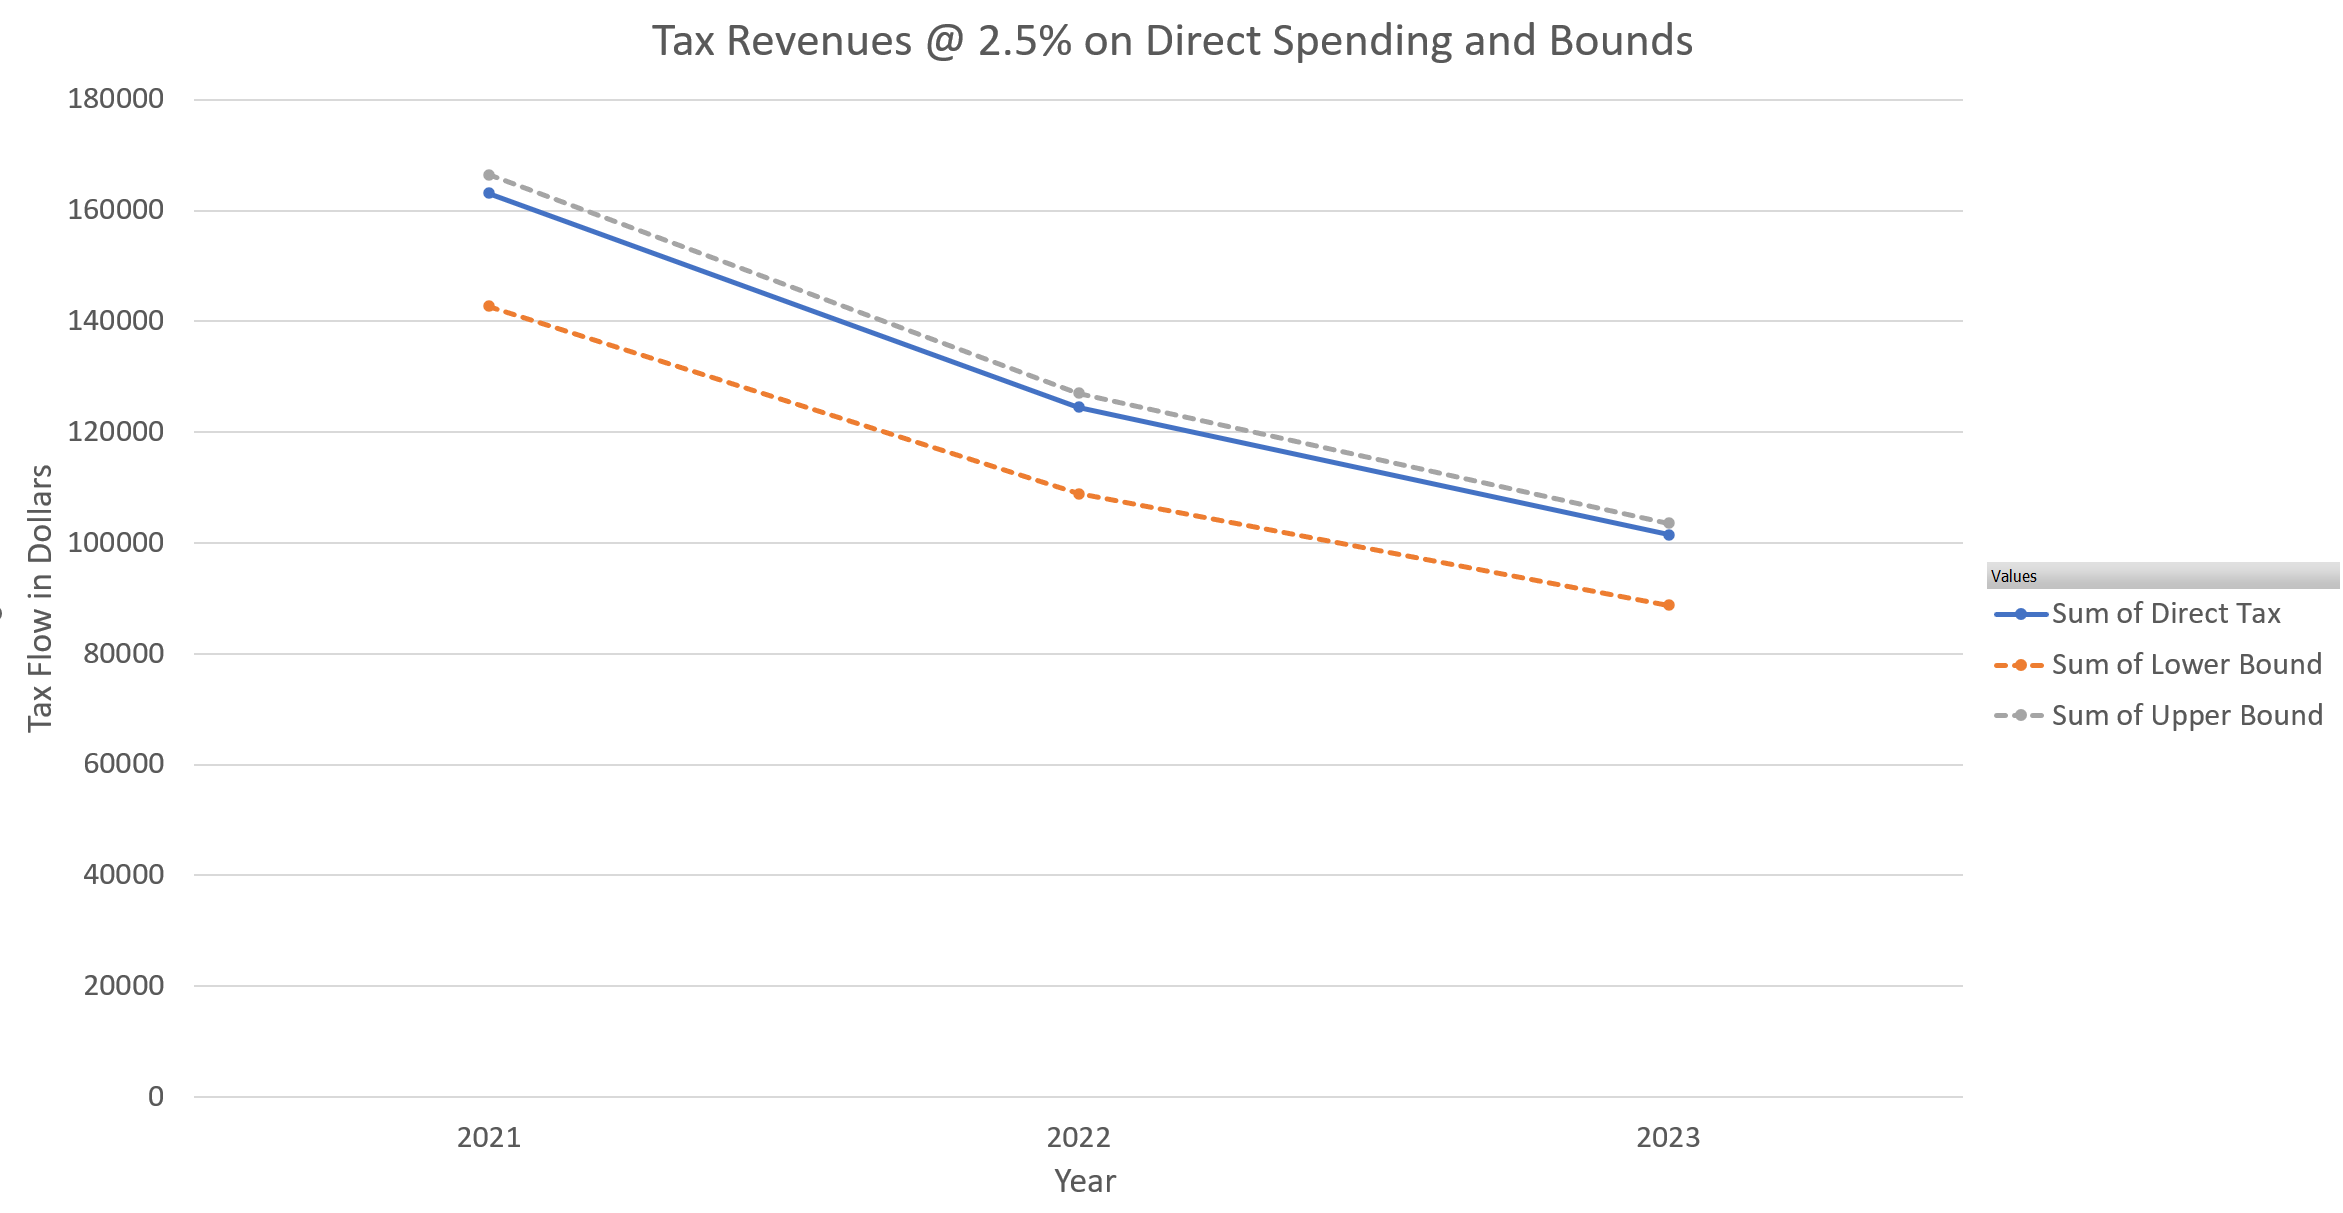 Tax Revenues @ 2.5% on Direct Spending and Bounds
180000
160000
140000
120000
100000
80000
60000
40000
20000
0
Tax Flow in Dollars
2021 2022 2023
Year
Values
Sum of Direct Tax
Sum of Lower Bound
Sum of Upper Bound